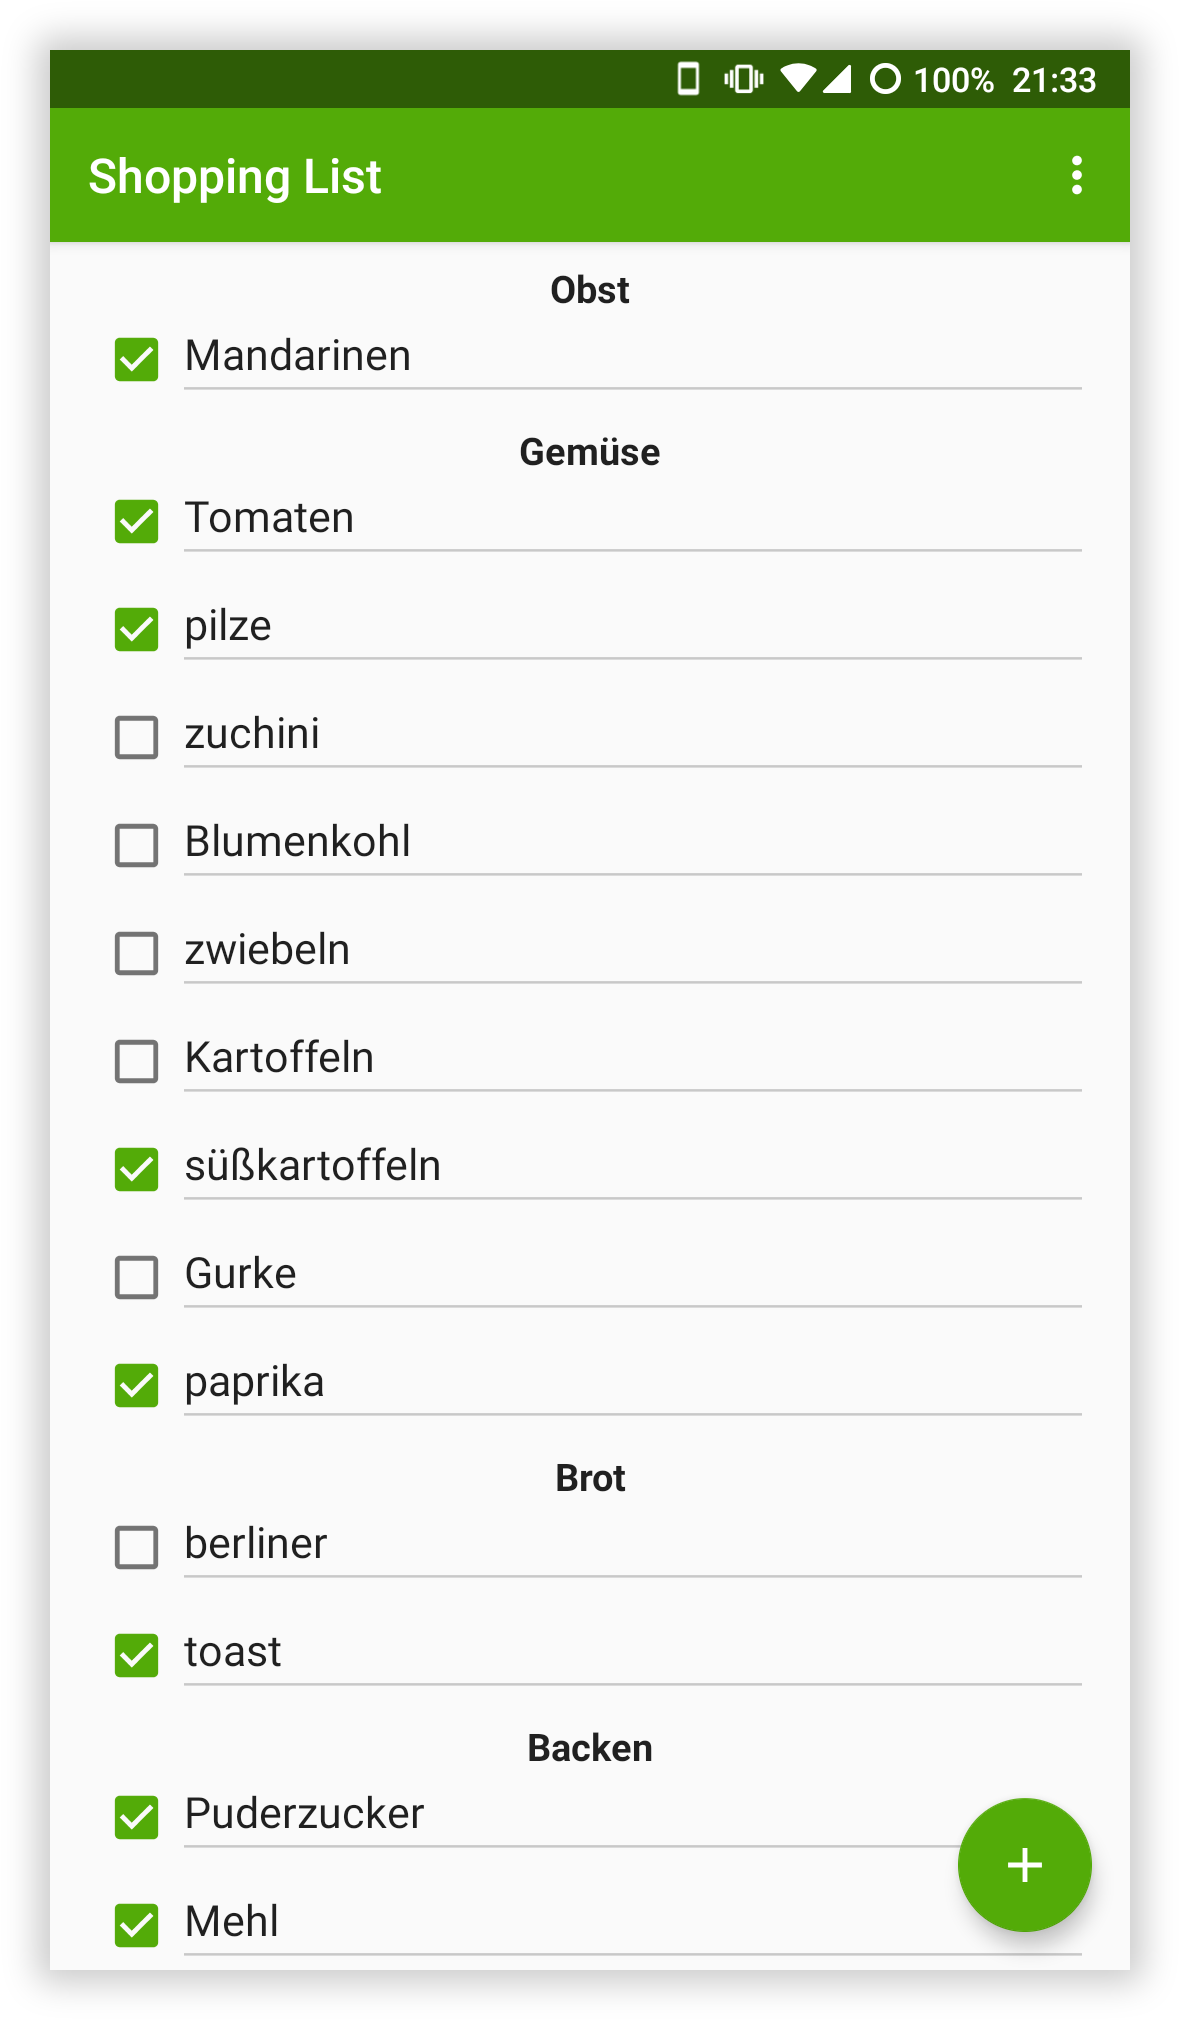 100% 21:33
Shopping List
Obst
Mandarinen
Gemüse
Tomaten
pilze
zuchini
Blumenkohl
zwiebeln
Kartoffeln
süßkartoffeln
Gurke
paprika
Brot
berliner
toast
Backen
Puderzucker
Mehl